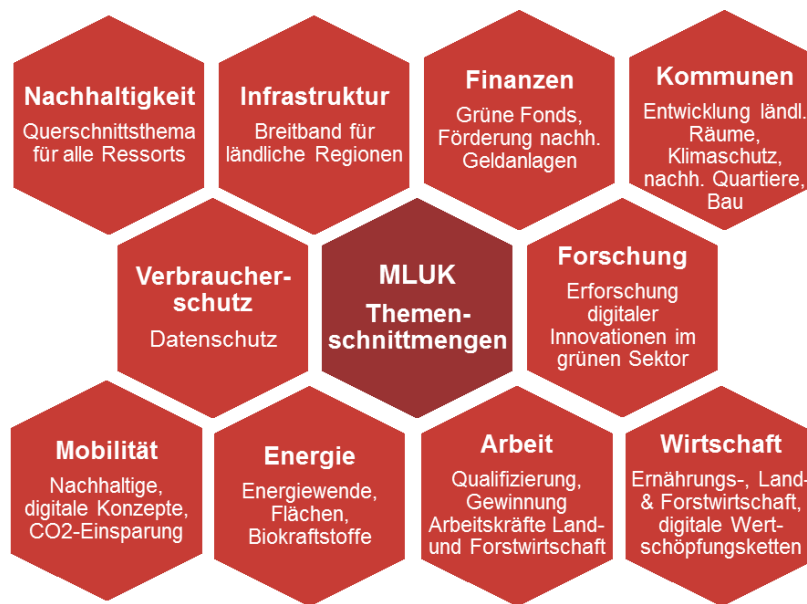 Nachhaltigkeit
Querschnittsthema
für alle Ressorts
Infrastruktur
Breitband für
ländliche Regionen
Finanzen
Grüne Fonds,
Förderung nachh.
Geldanlagen
Kommunen
Entwicklung ländl.
Räume,
Klimaschutz,
nachh. Quartiere,
Bau
Verbraucher-
schutz
Datenschutz
MLUK
Themen-
schnittmengen
Forschung
Erforschung
digitaler
Innovationen im
grünen Sektor
Mobilität
Nachhaltige,
digitale Konzepte,
CO2-Einsparung
Energie
Energiewende,
Flächen,
Biokraftstoffe
Arbeit
Qualifizierung,
Gewinnung
Arbeitskräfte Land-
und Forstwirtschaft
Wirtschaft
Ernährungs-, Land-
& Forstwirtschaft,
digitale Wert-
schöpfungsketten